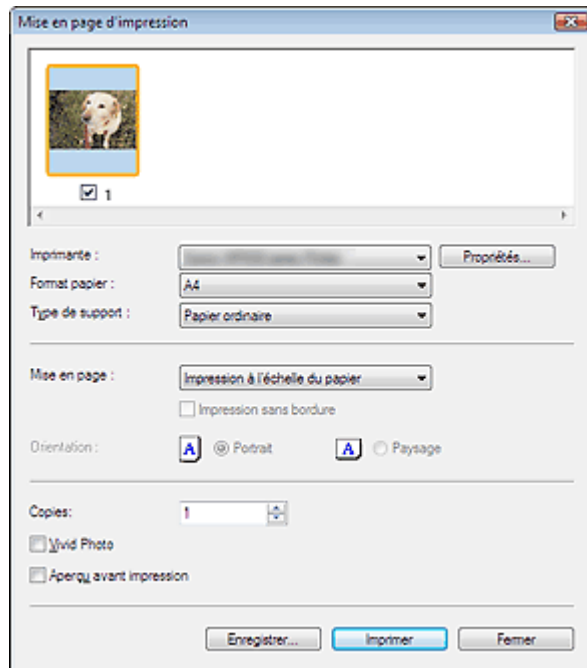 Mise en page d'impression
1
Imprimante :
Propriétés...
Format papier :
A4
Type de support :
Papier ordinaire
Mise en page :
Impression à l'échelle du papier
Impression sans bordure
Orientation :
A
Portrait
A
Paysage
Copies:
1
Vivid Photo
Aperçu avant impression
Enregistrer...
Imprimer
Fermer